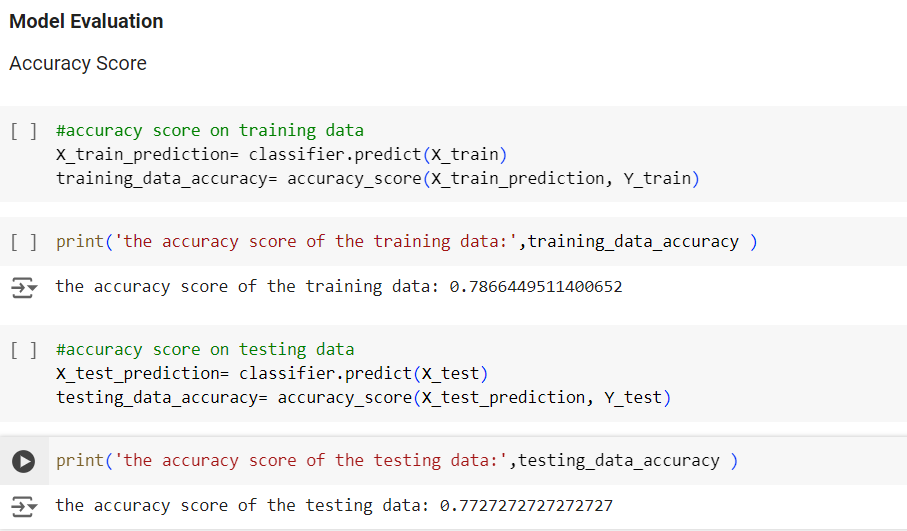 Model Evaluation
Accuracy Score
[ ] #accuracy score on training data
X_train_prediction= classifier.predict(X_train)
training_data_accuracy= accuracy_score(X_train_prediction, Y_train)
[ ] print('the accuracy score of the training data:',training_data_accuracy )
the accuracy score of the training data: 0.7866449511400652
[ ] #accuracy score on testing data
X_test_prediction= classifier.predict(X_test)
testing_data_accuracy= accuracy_score(X_test_prediction, Y_test)
print('the accuracy score of the testing data:',testing_data_accuracy )
the accuracy score of the testing data: 0.7727272727272727